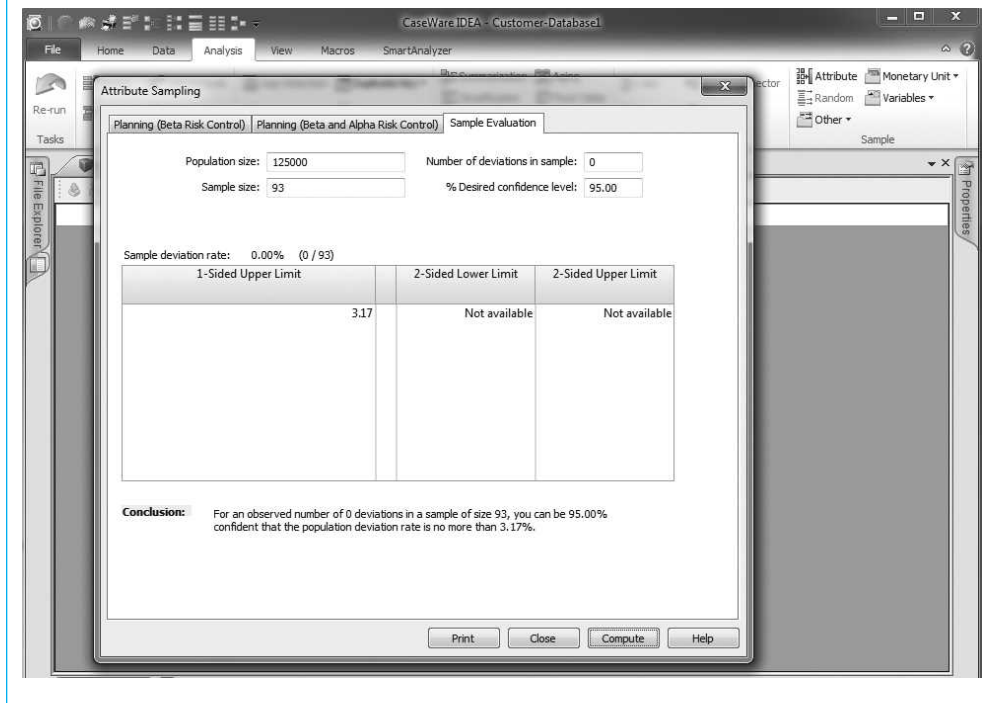 CaseWare IDEA - Customer-Database1
File Home Data Analysis View Macros SmartAnalyzer
Re-run
Tasks
Attribute Monetary Unit
Random Variables
Other
Sample
File Explorer
Properties
Attribute Sampling
Planning (Beta Risk Control) Planning (Beta and Alpha Risk Control) Sample Evaluation
Population size: 125000 Number of deviations in sample: 0
Sample size: 93 % Desired confidence level: 95.00
Sample deviation rate: 0.00% (0 / 93)
1-Sided Upper Limit 2-Sided Lower Limit 2-Sided Upper Limit
3.17 Not available Not available
Conclusion: For an observed number of 0 deviations in a sample of size 93, you can be 95.00%
confident that the population deviation rate is no more than 3.17%.
Print Close Compute Help